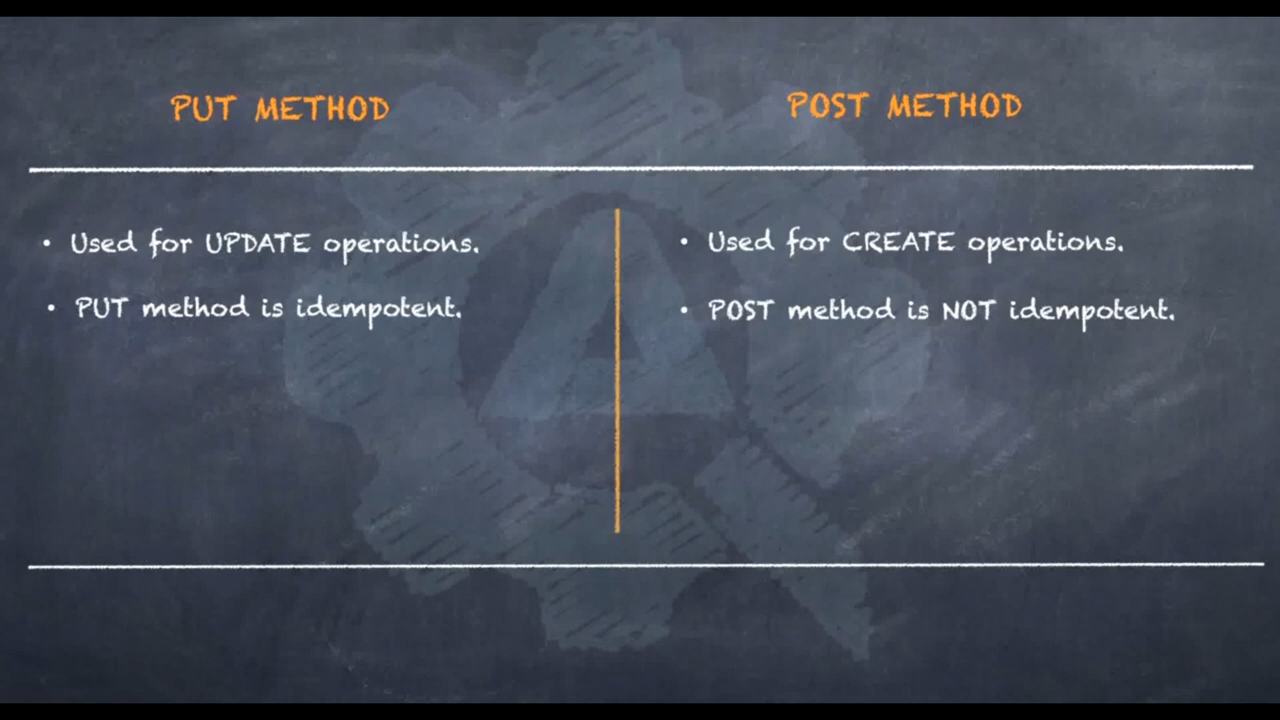 PUT METHOD
POST METHOD
• Used for UPDATE operations.
• PUT method is idempotent.
• Used for CREATE operations.
• POST method is NOT idempotent.